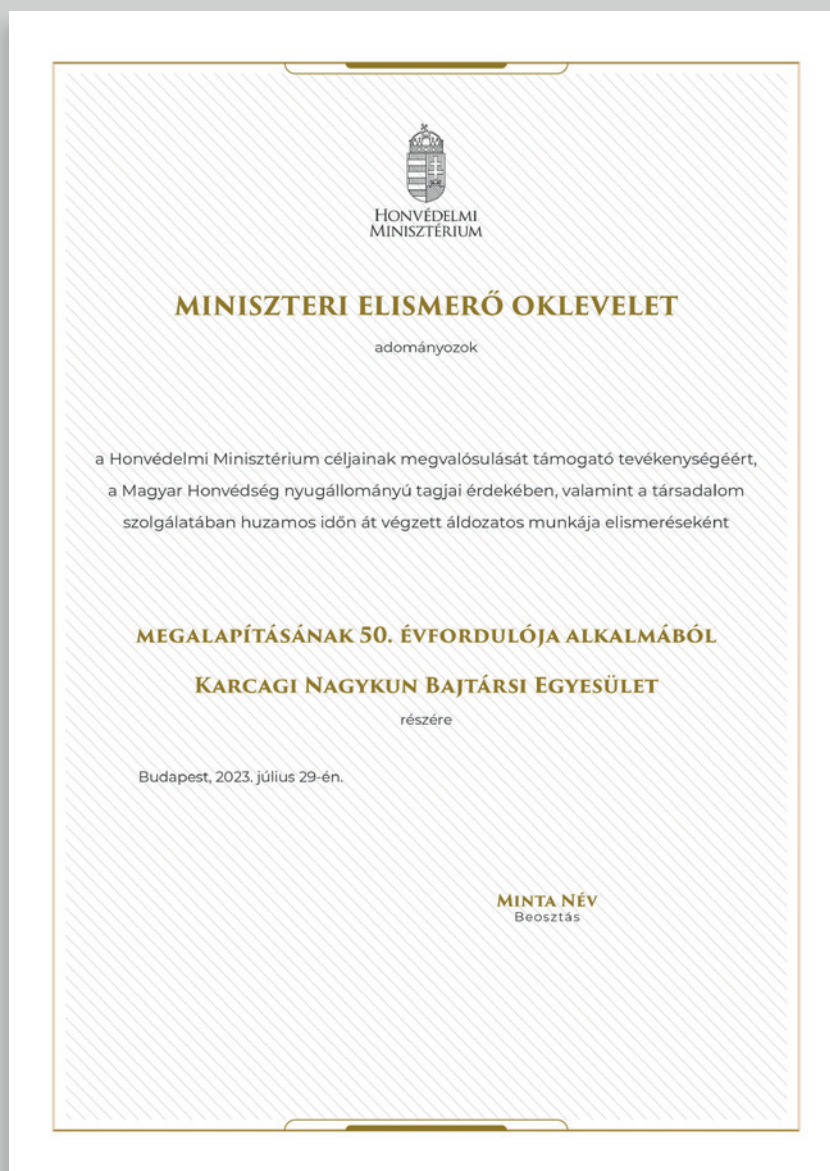 HONVÉDELMI
MINISZTÉRIUM
MINISZTERI ELISMERŐ OKLEVELET
adományozok
a Honvédelmi Minisztérium céljainak megvalósulását támogató tevékenységéért,
a Magyar Honvédség nyugállományú tagjai érdekében, valamint a társadalom
szolgálatában huzamos időn át végzett áldozatos munkája elismeréseként
MEGALAPÍTÁSÁNAK 50. ÉVFORDULÓJA ALKALMÁBÓL
KARCAGI NAGYKUN BAJTÁRSI EGYESÜLET
részére
Budapest, 2023. július 29-én.
MINTA NÉV
Beosztás